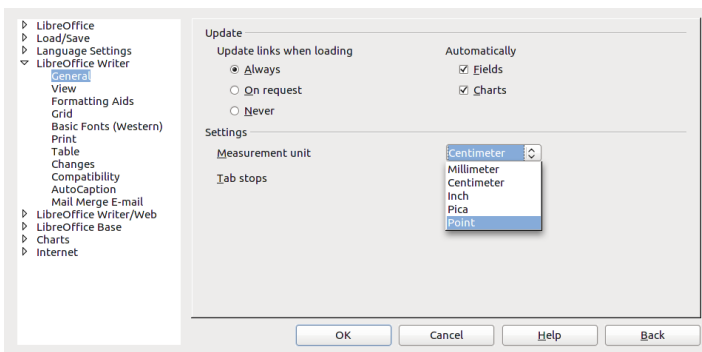 LibreOffice
Load/Save
Language Settings
LibreOffice Writer
General
View
Formatting Aids
Grid
Basic Fonts (Western)
Print
Table
Changes
Compatibility
AutoCaption
Mail Merge E-mail
LibreOffice Writer/Web
LibreOffice Base
Charts
Internet
Update
Update links when loading
Always
On request
Never
Automatically
Fields
Charts
Settings
Measurement unit
Centimeter
Millimeter
Centimeter
Inch
Pica
Point
Tab stops
OK
Cancel
Help
Back